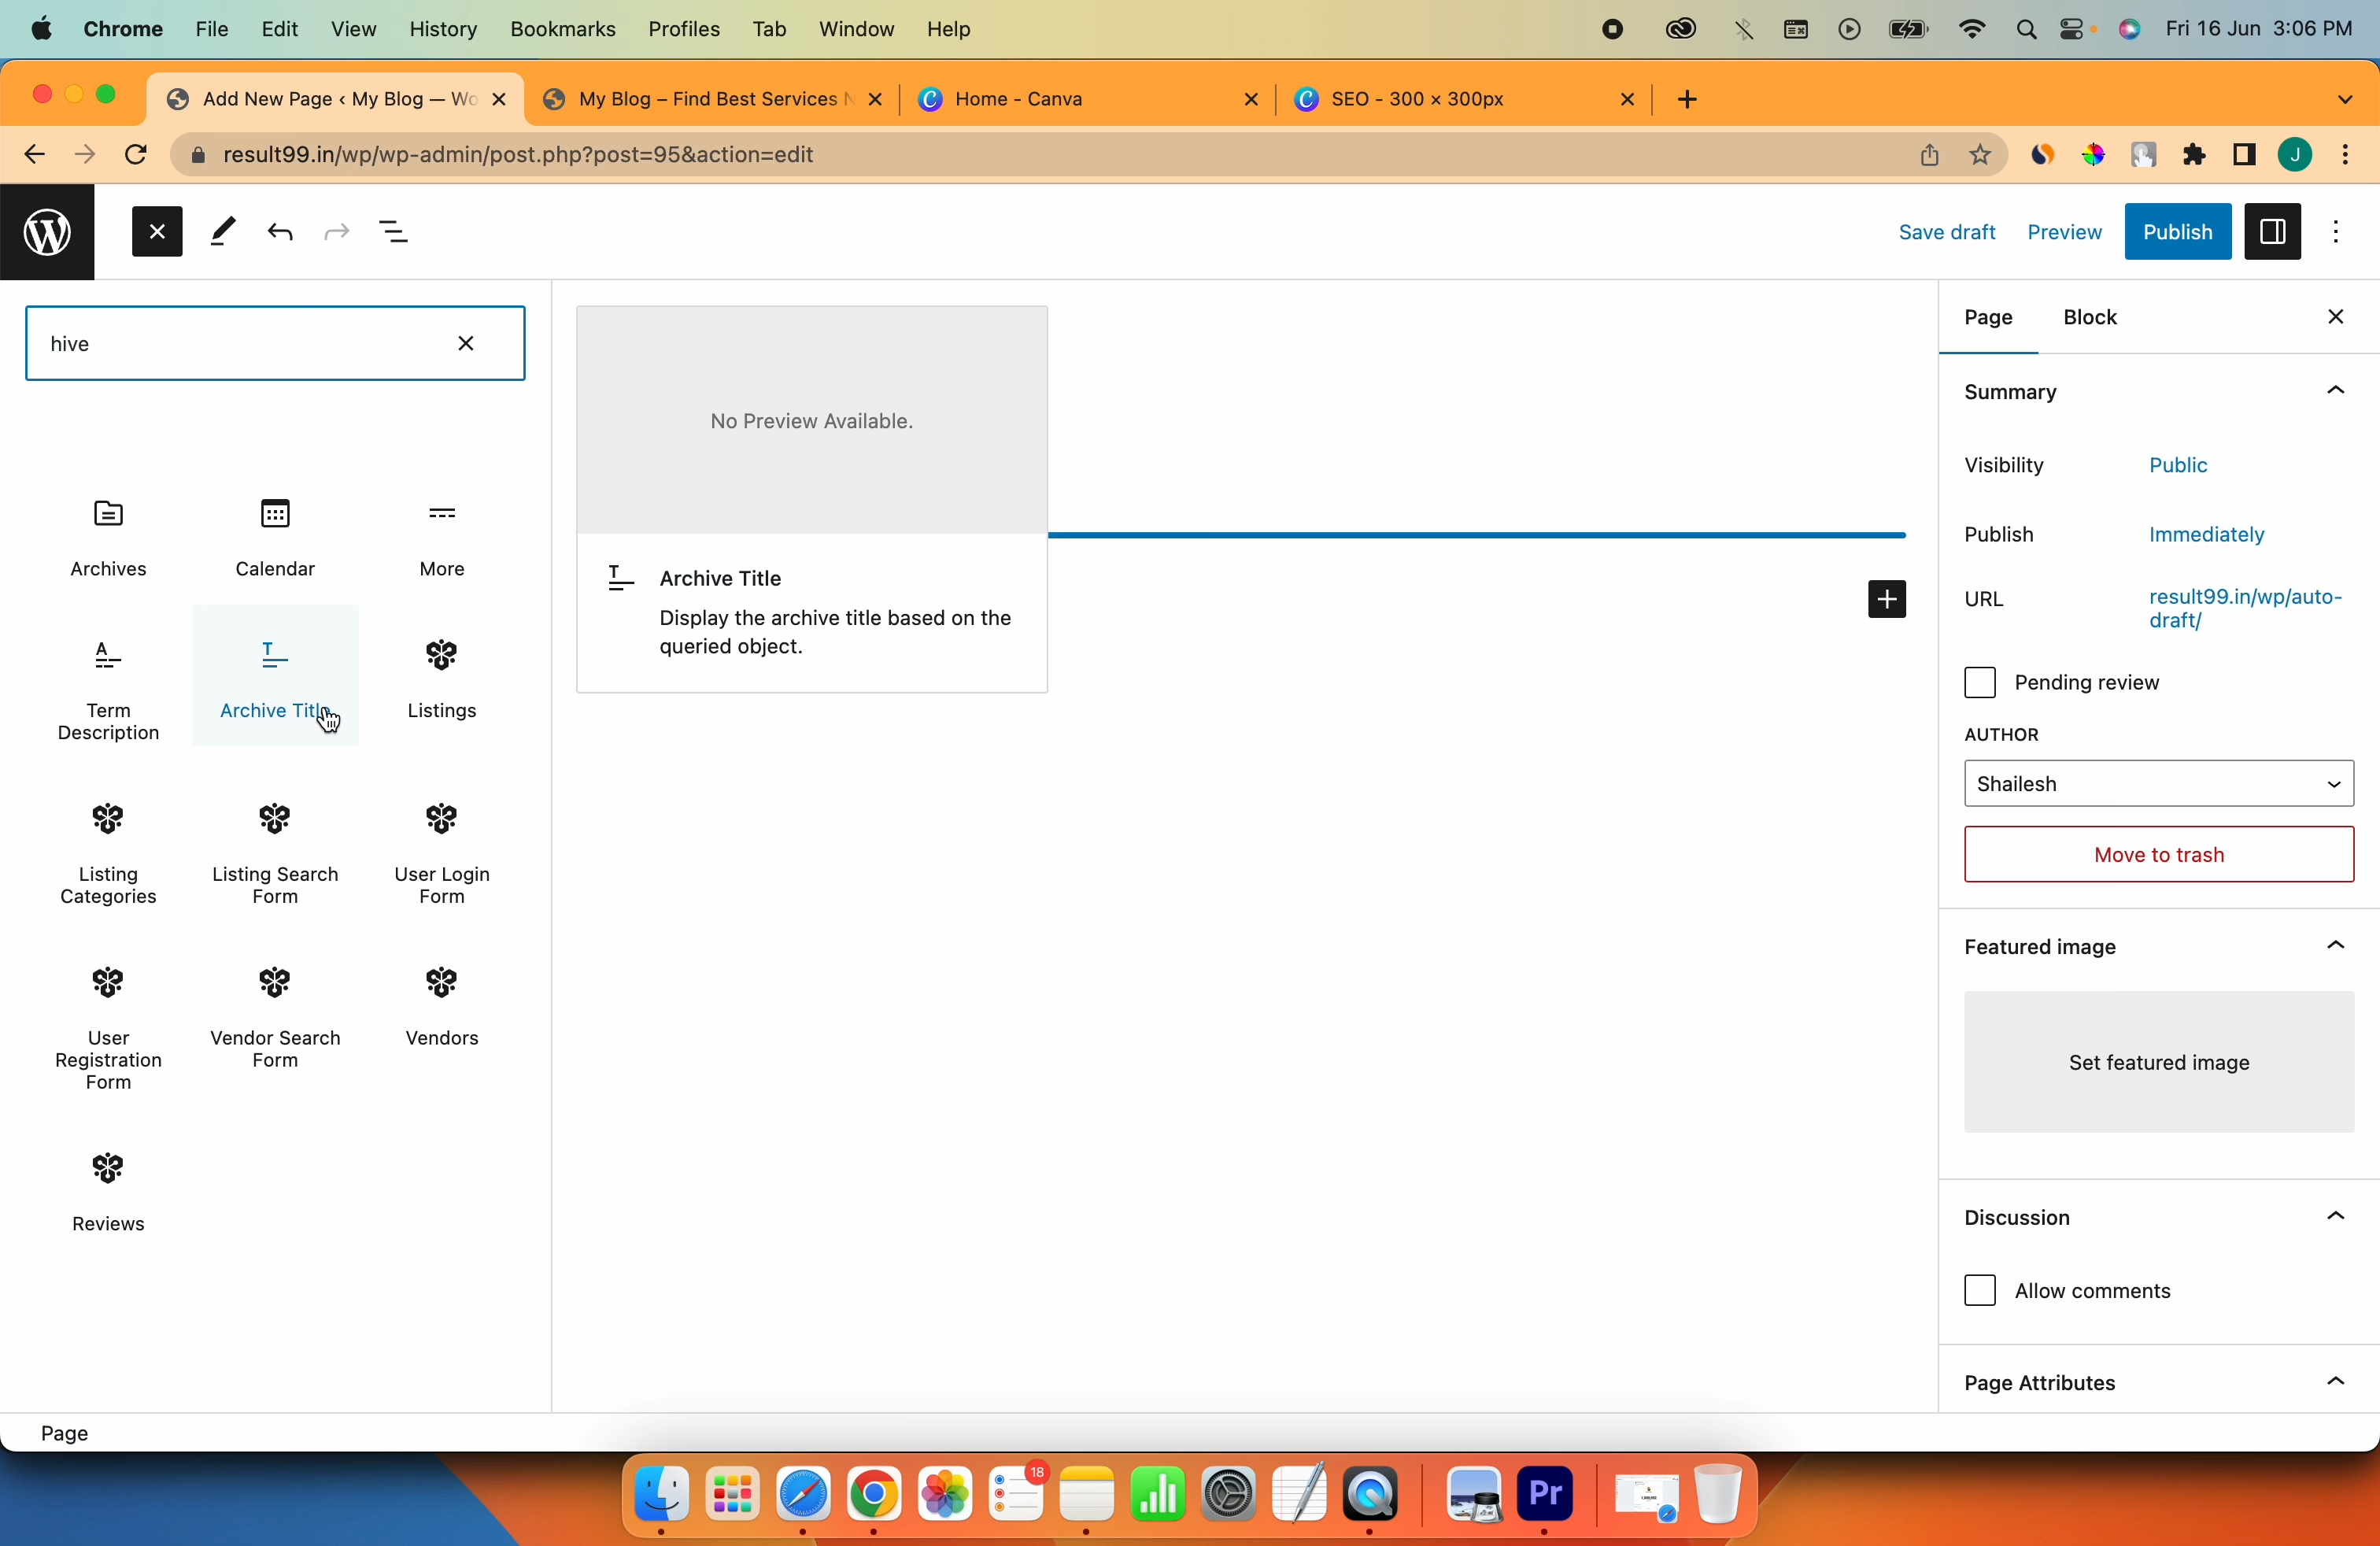 Chrome File Edit View History Bookmarks Profiles Tab Window Help Fri 16 Jun 3:06 PM
Add New Page ‹ My Blog — Wo My Blog – Find Best Services Home - Canva SEO - 300 × 300px
result99.in/wp/wp-admin/post.php?post=95&action=edit J
Save draft Preview Publish
hive
Archives Calendar More
Term Description
Archive Title
Listings
Listing Categories
Listing Search Form
User Login Form
User Registration Form
Vendor Search Form
Vendors
Reviews
No Preview Available.
Archive Title
Display the archive title based on the
queried object.
Page Block
Summary
Visibility Public
Publish Immediately
URL result99.in/wp/auto-
draft/
Pending review
AUTHOR
Shailesh
Move to trash
Featured image
Set featured image
Discussion
Allow comments
Page Attributes
Page
18
Pr